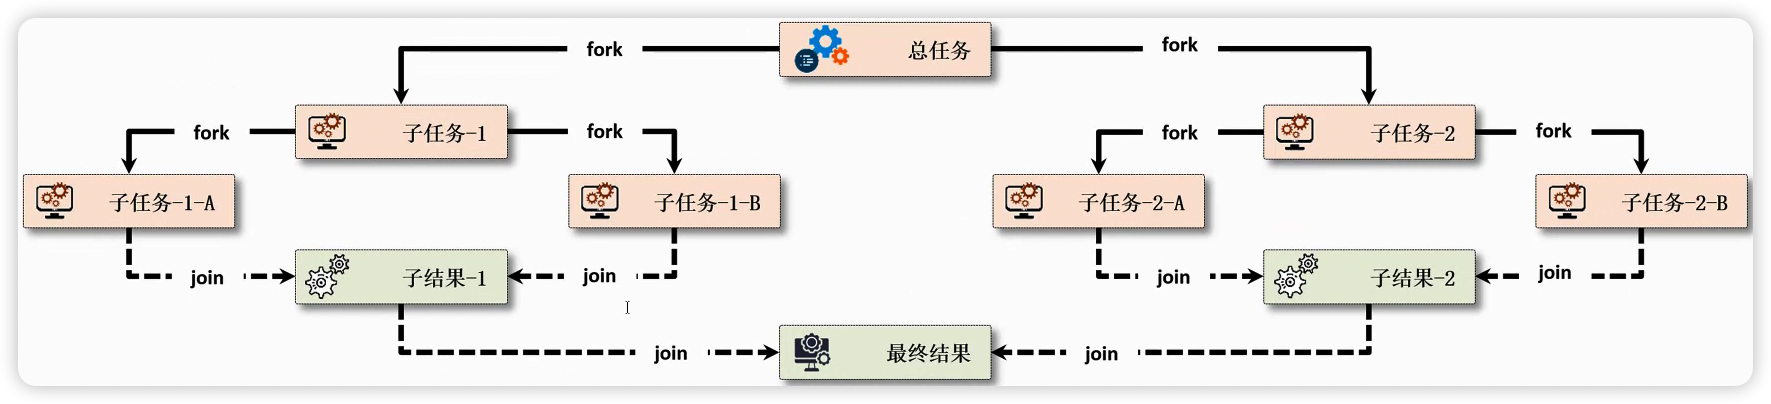 fork
总任务
fork
fork
子任务-1
fork
fork
子任务-2
fork
子任务-1-A
子任务-1-B
子任务-2-A
子任务-2-B
join
子结果-1
join
join
子结果-2
join
join
最终结果
join